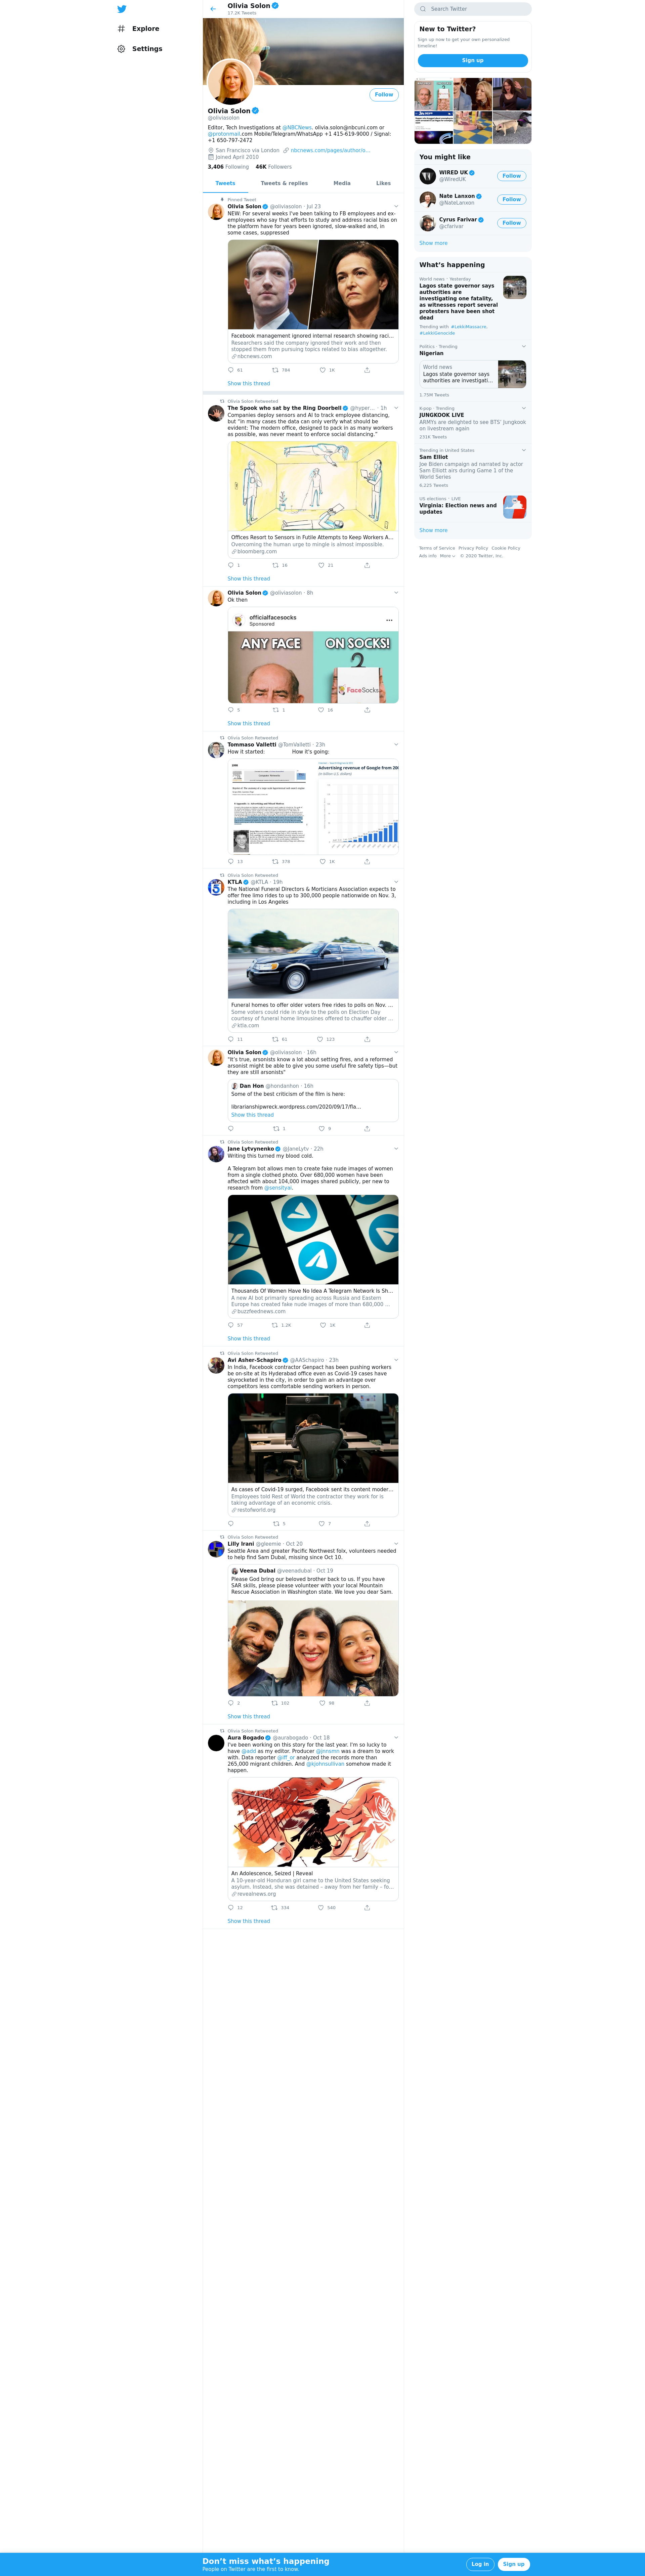 Explore
Settings
Olivia Solon
17.2K Tweets
Follow
Olivia Solon
@oliviasolon
Editor, Tech Investigations at @NBCNews. olivia.solon@nbcuni.com or
@protonmail.com Mobile/Telegram/WhatsApp +1 415-619-9000 / Signal:
+1 650-797-2472
San Francisco via London nbcnews.com/pages/author/o...
Joined April 2010
3,406 Following 46K Followers
Tweets Tweets & replies Media Likes
Pinned Tweet
Olivia Solon @oliviasolon · Jul 23
NEW: For several weeks I've been talking to FB employees and ex-
employees who say that efforts to study and address racial bias on
the platform have for years been ignored, slow-walked and, in
some cases, suppressed
Facebook management ignored internal research showing raci...
Researchers said the company ignored their work and then
stopped them from pursuing topics related to bias altogether.
nbcnews.com
61 784 1K
Show this thread
Olivia Solon Retweeted
The Spook who sat by the Ring Doorbell @hyper... · 1h
Companies deploy sensors and AI to track employee distancing,
but "in many cases the data can only verify what should be
evident: The modern office, designed to pack in as many workers
as possible, was never meant to enforce social distancing."
Offices Resort to Sensors in Futile Attempts to Keep Workers A...
Overcoming the human urge to mingle is almost impossible.
bloomberg.com
1 16 21
Show this thread
Olivia Solon @oliviasolon · 8h
Ok then
officialfacesocks
Sponsored
ANY FACE ON SOCKS!
FaceSocks
5 1 16
Show this thread
Olivia Solon Retweeted
Tommaso Valletti @TomValletti · 23h
How it started: How it's going:
Advertising revenue of Google from 200
(in billion U.S. dollars)
13 378 1K
Olivia Solon Retweeted
KTLA @KTLA · 19h
The National Funeral Directors & Morticians Association expects to
offer free limo rides to up to 300,000 people nationwide on Nov. 3,
including in Los Angeles
Funeral homes to offer older voters free rides to polls on Nov. ...
Some voters could ride in style to the polls on Election Day
courtesy of funeral home limousines offered to chauffer older ...
ktla.com
11 61 123
Olivia Solon @oliviasolon · 16h
"It's true, arsonists know a lot about setting fires, and a reformed
arsonist might be able to give you some useful fire safety tips—but
they are still arsonists"
Dan Hon @hondanhon · 16h
Some of the best criticism of the film is here:
librarianshipwreck.wordpress.com/2020/09/17/fla...
Show this thread
1 9
Olivia Solon Retweeted
Jane Lytvynenko @JaneLytv · 22h
Writing this turned my blood cold.
A Telegram bot allows men to create fake nude images of women
from a single clothed photo. Over 680,000 women have been
affected with about 104,000 images shared publicly, per new to
research from @sensityai.
Thousands Of Women Have No Idea A Telegram Network Is Sh...
A new AI bot primarily spreading across Russia and Eastern
Europe has created fake nude images of more than 680,000 ...
buzzfeednews.com
57 1.2K 1K
Show this thread
Olivia Solon Retweeted
Avi Asher-Schapiro @AASchapiro · 23h
In India, Facebook contractor Genpact has been pushing workers
be on-site at its Hyderabad office even as Covid-19 cases have
skyrocketed in the city, in order to gain an advantage over
competitors less comfortable sending workers in person.
As cases of Covid-19 surged, Facebook sent its content moder...
Employees told Rest of World the contractor they work for is
taking advantage of an economic crisis.
restofworld.org
5 7
Olivia Solon Retweeted
Lilly Irani @gleemie · Oct 20
Seattle Area and greater Pacific Northwest folx, volunteers needed
to help find Sam Dubal, missing since Oct 10.
Veena Dubal @veenadubal · Oct 19
Please God bring our beloved brother back to us. If you have
SAR skills, please please volunteer with your local Mountain
Rescue Association in Washington state. We love you dear Sam.
2 102 96
Show this thread
Olivia Solon Retweeted
Aura Bogado @aurabogado · Oct 18
I've been working on this story for the last year. I'm so lucky to
have @add as my editor. Producer @jnrsmn was a dream to work
with. Data reporter @iff_or analyzed the records more than
265,000 migrant children. And @kjohnsullivan somehow made it
happen.
An Adolescence, Seized | Reveal
A 10-year-old Honduran girl came to the United States seeking
asylum. Instead, she was detained – away from her family – fo...
revealnews.org
12 334 540
Show this thread
Search Twitter
New to Twitter?
Sign up now to get your own personalized
timeline!
Sign up
You might like
WIRED UK
@WiredUK
Follow
Nate Lanxon
@NateLanxon
Follow
Cyrus Farivar
@cfarivar
Follow
Show more
What's happening
World news · Yesterday
Lagos state governor says
authorities are
investigating one fatality,
as witnesses report several
protesters have been shot
dead
Trending with #LekkiMassacre,
#LekkiGenocide
Politics · Trending
Nigerian
World news
Lagos state governor says
authorities are investigati...
1.75M Tweets
K-pop · Trending
JUNGKOOK LIVE
ARMYs are delighted to see BTS' Jungkook
on livestream again
231K Tweets
Trending in United States
Sam Elliot
Joe Biden campaign ad narrated by actor
Sam Elliott airs during Game 1 of the
World Series
6,225 Tweets
US elections · LIVE
Virginia: Election news and
updates
Show more
Terms of Service Privacy Policy Cookie Policy
Ads info More © 2020 Twitter, Inc.
Don't miss what's happening
People on Twitter are the first to know.
Log in Sign up